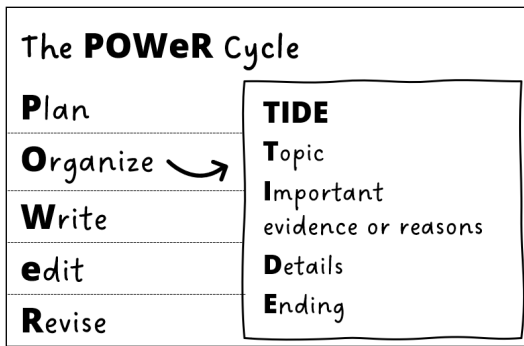 The POWeR Cycle
Plan
Organize
Write
edit
Revise
TIDE
Topic
Important
evidence or reasons
Details
Ending